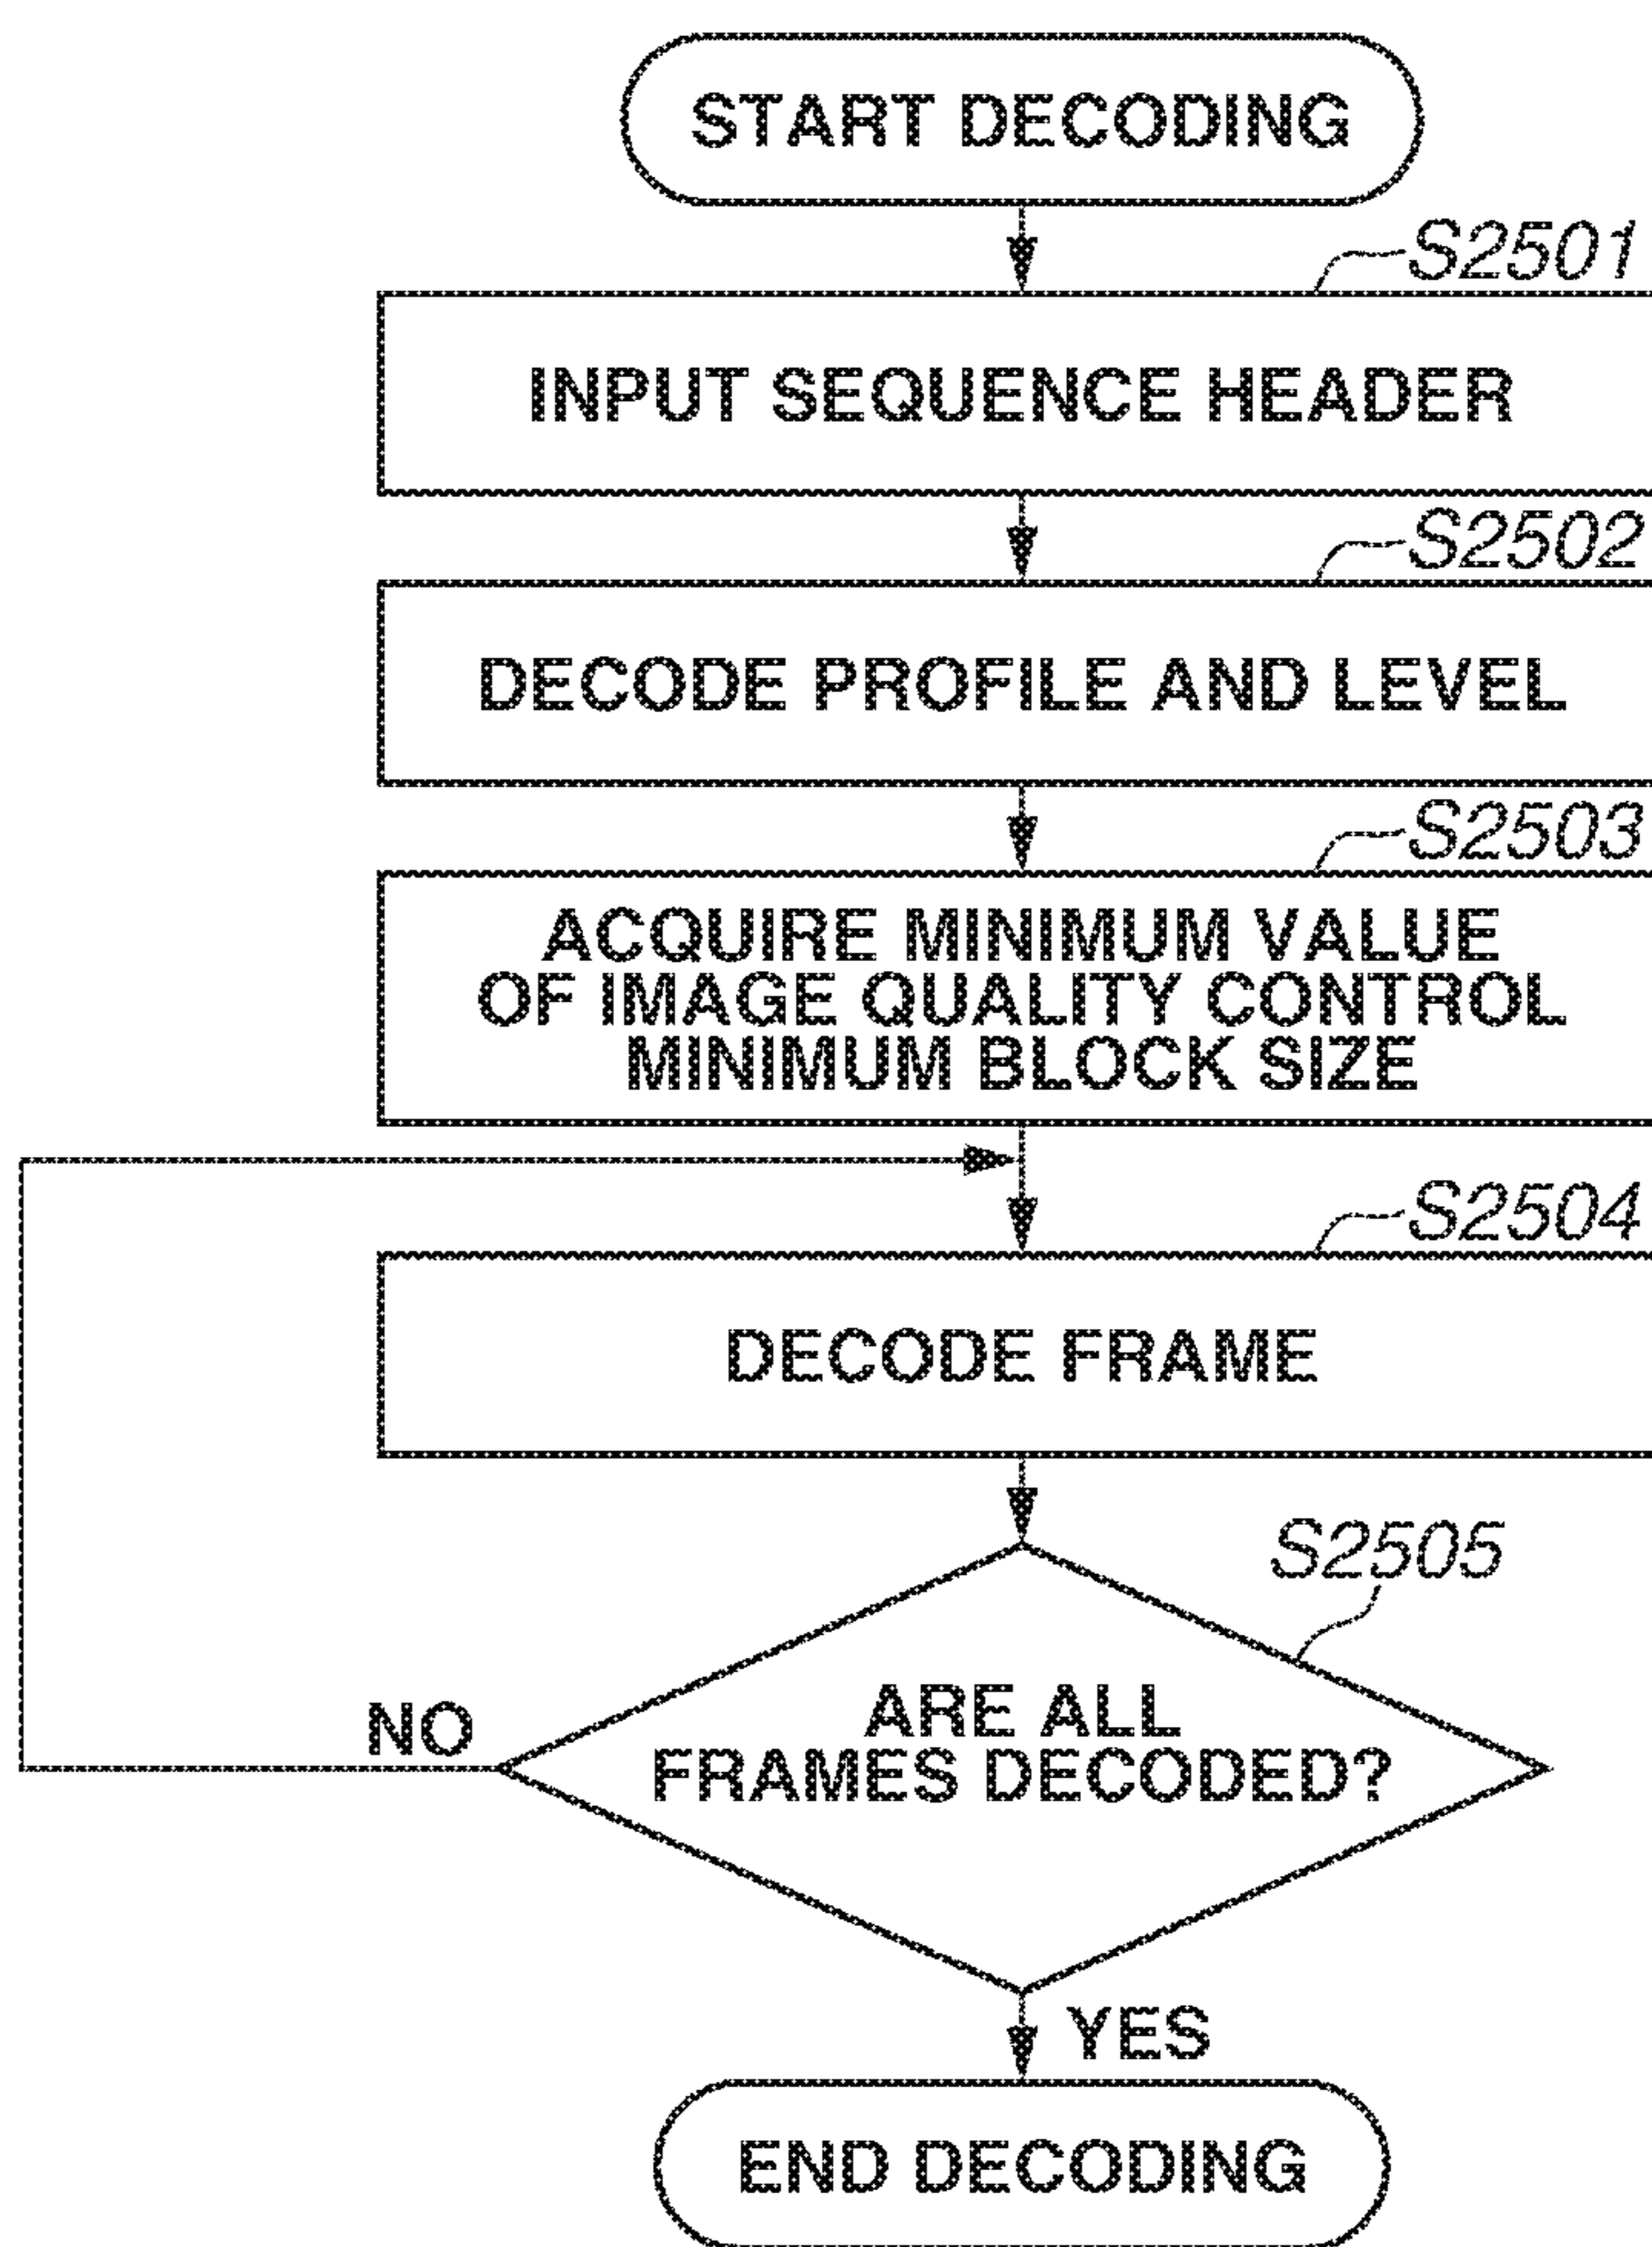 START DECODING
S2501
INPUT SEQUENCE HEADER
S2502
DECODE PROFILE AND LEVEL
S2503
ACQUIRE MINIMUM VALUE
OF IMAGE QUALITY CONTROL
MINIMUM BLOCK SIZE
S2504
DECODE FRAME
S2505
ARE ALL
FRAMES DECODED?
NO
YES
END DECODING